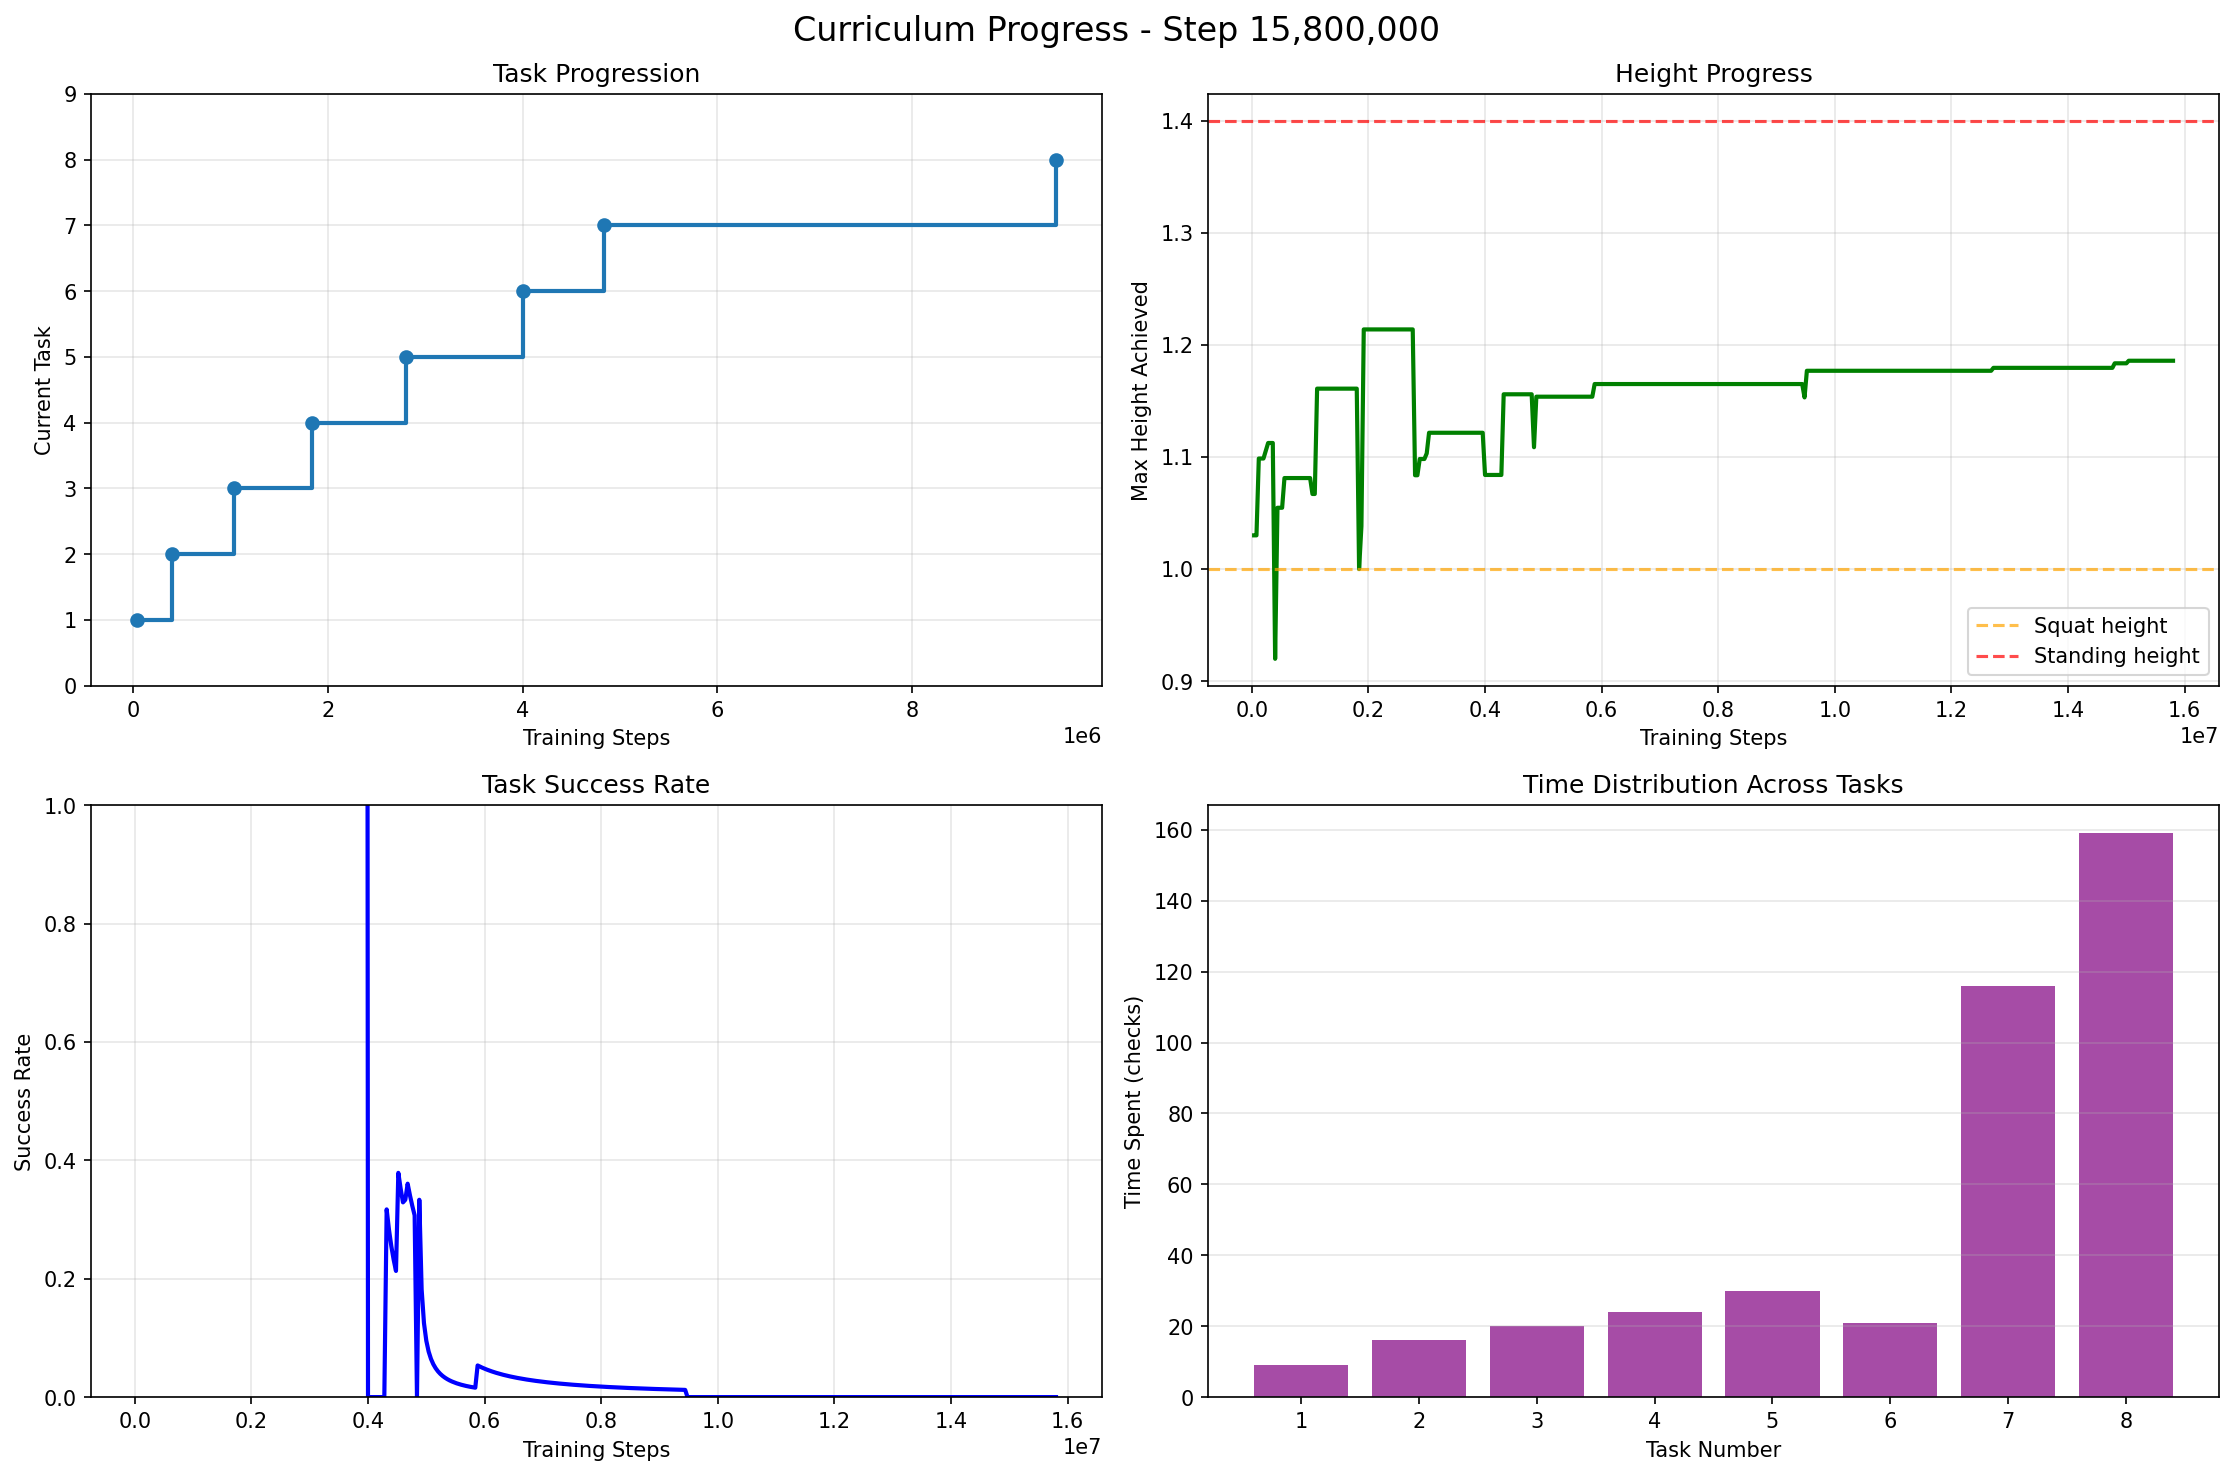 Curriculum Progress - Step 15,800,000
Task Progression
9
8
7
6
5
4
3
2
1
0
Current Task
0 2 4 6 8
1e6
Training Steps
Height Progress
1.4
1.3
1.2
1.1
1.0
0.9
Max Height Achieved
Squat height
Standing height
0.0 0.2 0.4 0.6 0.8 1.0 1.2 1.4 1.6
1e7
Training Steps
Task Success Rate
1.0
0.8
0.6
0.4
0.2
0.0
Success Rate
0.0 0.2 0.4 0.6 0.8 1.0 1.2 1.4 1.6
1e7
Training Steps
Time Distribution Across Tasks
160
140
120
100
80
60
40
20
0
Time Spent (checks)
1 2 3 4 5 6 7 8
Task Number